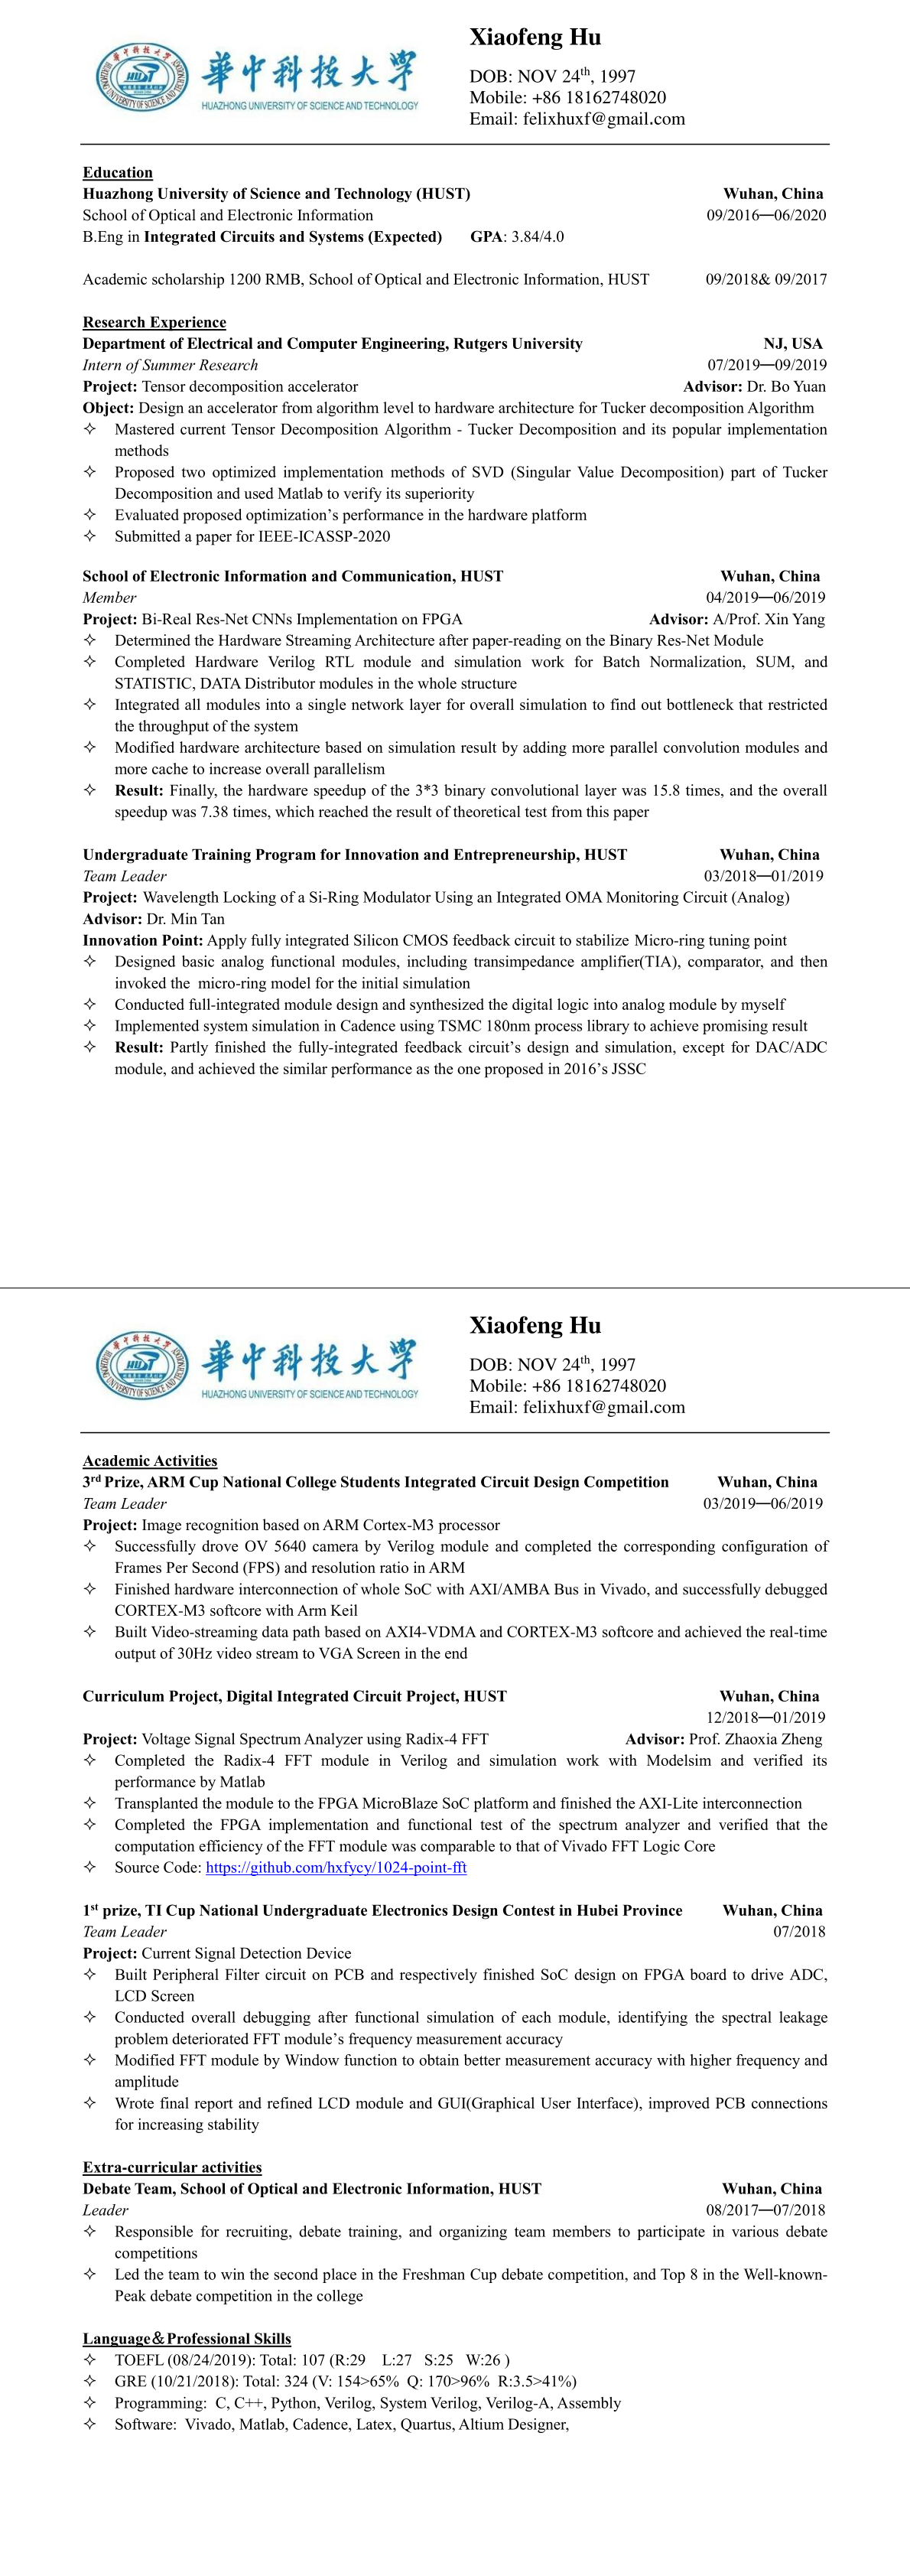 華中科技大学
HUAZHONG UNIVERSITY OF SCIENCE AND TECHNOLOGY
Xiaofeng Hu
DOB: NOV 24th, 1997
Mobile: +86 18162748020
Email: felixhuxf@gmail.com
Education
Huazhong University of Science and Technology (HUST) Wuhan, China
School of Optical and Electronic Information 09/2016—06/2020
B.Eng in Integrated Circuits and Systems (Expected) GPA: 3.84/4.0
Academic scholarship 1200 RMB, School of Optical and Electronic Information, HUST 09/2018& 09/2017
Research Experience
Department of Electrical and Computer Engineering, Rutgers University NJ, USA
Intern of Summer Research 07/2019—09/2019
Project: Tensor decomposition accelerator Advisor: Dr. Bo Yuan
Object: Design an accelerator from algorithm level to hardware architecture for Tucker decomposition Algorithm
✧ Mastered current Tensor Decomposition Algorithm - Tucker Decomposition and its popular implementation
methods
✧ Proposed two optimized implementation methods of SVD (Singular Value Decomposition) part of Tucker
Decomposition and used Matlab to verify its superiority
✧ Evaluated proposed optimization's performance in the hardware platform
✧ Submitted a paper for IEEE-ICASSP-2020
School of Electronic Information and Communication, HUST Wuhan, China
Member 04/2019—06/2019
Project: Bi-Real Res-Net CNNs Implementation on FPGA Advisor: A/Prof. Xin Yang
✧ Determined the Hardware Streaming Architecture after paper-reading on the Binary Res-Net Module
✧ Completed Hardware Verilog RTL module and simulation work for Batch Normalization, SUM, and
STATISTIC, DATA Distributor modules in the whole structure
✧ Integrated all modules into a single network layer for overall simulation to find out bottleneck that restricted
the throughput of the system
✧ Modified hardware architecture based on simulation result by adding more parallel convolution modules and
more cache to increase overall parallelism
✧ Result: Finally, the hardware speedup of the 3*3 binary convolutional layer was 15.8 times, and the overall
speedup was 7.38 times, which reached the result of theoretical test from this paper
Undergraduate Training Program for Innovation and Entrepreneurship, HUST Wuhan, China
Team Leader 03/2018—01/2019
Project: Wavelength Locking of a Si-Ring Modulator Using an Integrated OMA Monitoring Circuit (Analog)
Advisor: Dr. Min Tan
Innovation Point: Apply fully integrated Silicon CMOS feedback circuit to stabilize Micro-ring tuning point
✧ Designed basic analog functional modules, including transimpedance amplifier(TIA), comparator, and then
invoked the micro-ring model for the initial simulation
✧ Conducted full-integrated module design and synthesized the digital logic into analog module by myself
✧ Implemented system simulation in Cadence using TSMC 180nm process library to achieve promising result
✧ Result: Partly finished the fully-integrated feedback circuit's design and simulation, except for DAC/ADC
module, and achieved the similar performance as the one proposed in 2016's JSSC
華中科技大学
HUAZHONG UNIVERSITY OF SCIENCE AND TECHNOLOGY
Xiaofeng Hu
DOB: NOV 24th, 1997
Mobile: +86 18162748020
Email: felixhuxf@gmail.com
Academic Activities
3rd Prize, ARM Cup National College Students Integrated Circuit Design Competition Wuhan, China
Team Leader 03/2019—06/2019
Project: Image recognition based on ARM Cortex-M3 processor
✧ Successfully drove OV 5640 camera by Verilog module and completed the corresponding configuration of
Frames Per Second (FPS) and resolution ratio in ARM
✧ Finished hardware interconnection of whole SoC with AXI/AMBA Bus in Vivado, and successfully debugged
CORTEX-M3 softcore with Arm Keil
✧ Built Video-streaming data path based on AXI4-VDMA and CORTEX-M3 softcore and achieved the real-time
output of 30Hz video stream to VGA Screen in the end
Curriculum Project, Digital Integrated Circuit Project, HUST Wuhan, China
12/2018—01/2019
Project: Voltage Signal Spectrum Analyzer using Radix-4 FFT Advisor: Prof. Zhaoxia Zheng
✧ Completed the Radix-4 FFT module in Verilog and simulation work with Modelsim and verified its
performance by Matlab
✧ Transplanted the module to the FPGA MicroBlaze SoC platform and finished the AXI-Lite interconnection
✧ Completed the FPGA implementation and functional test of the spectrum analyzer and verified that the
computation efficiency of the FFT module was comparable to that of Vivado FFT Logic Core
✧ Source Code: https://github.com/hxfycy/1024-point-fft
1st prize, TI Cup National Undergraduate Electronics Design Contest in Hubei Province Wuhan, China
Team Leader 07/2018
Project: Current Signal Detection Device
✧ Built Peripheral Filter circuit on PCB and respectively finished SoC design on FPGA board to drive ADC,
LCD Screen
✧ Conducted overall debugging after functional simulation of each module, identifying the spectral leakage
problem deteriorated FFT module's frequency measurement accuracy
✧ Modified FFT module by Window function to obtain better measurement accuracy with higher frequency and
amplitude
✧ Wrote final report and refined LCD module and GUI(Graphical User Interface), improved PCB connections
for increasing stability
Extra-curricular activities
Debate Team, School of Optical and Electronic Information, HUST Wuhan, China
Leader 08/2017—07/2018
✧ Responsible for recruiting, debate training, and organizing team members to participate in various debate
competitions
✧ Led the team to win the second place in the Freshman Cup debate competition, and Top 8 in the Well-known-
Peak debate competition in the college
Language&Professional Skills
✧ TOEFL (08/24/2019): Total: 107 (R:29 L:27 S:25 W:26 )
✧ GRE (10/21/2018): Total: 324 (V: 154>65% Q: 170>96% R:3.5>41%)
✧ Programming: C, C++, Python, Verilog, System Verilog, Verilog-A, Assembly
✧ Software: Vivado, Matlab, Cadence, Latex, Quartus, Altium Designer,